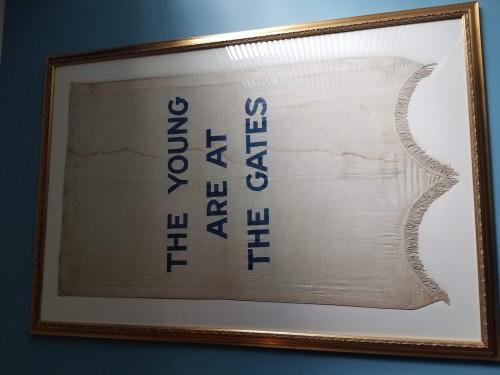 THE YOUNG
ARE AT
THE GATES